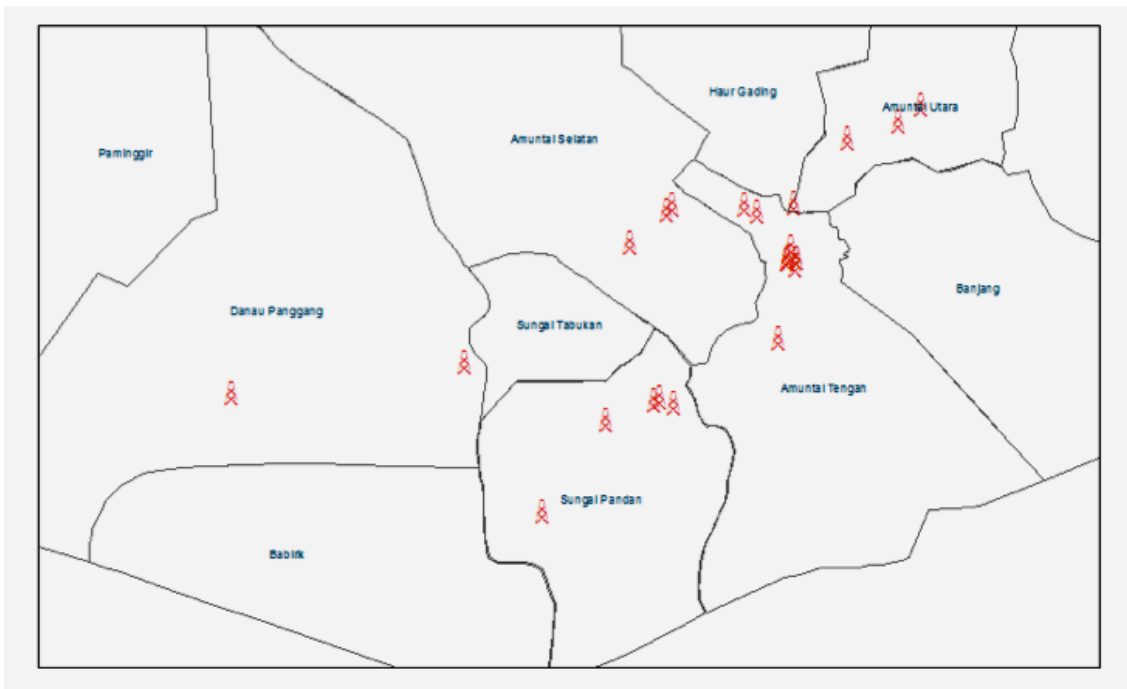 Haur Gading
Amuntai Utara
Amuntai Selatan
Paminggir
Banjang
Danau Panggang
Sungai Tabukan
Amuntai Tengah
Sungai Pandan
Babirik